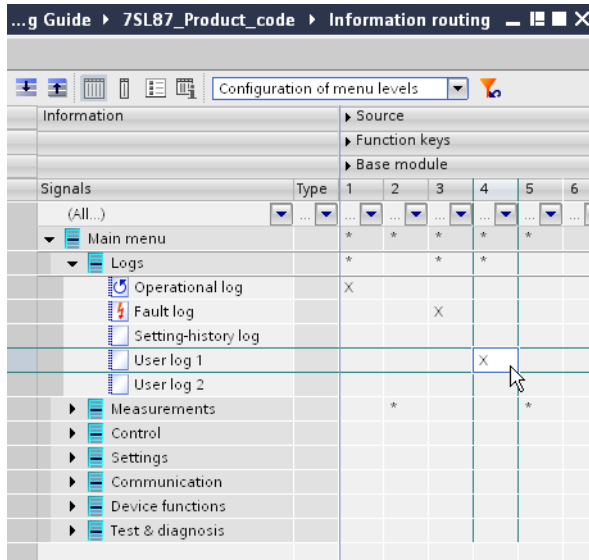 ...g Guide ▸ 7SL87_Product_code ▸ Information routing
Configuration of menu levels
Information Source
Function keys
Base module
Signals Type 1 2 3 4 5 6
(All...) ... ... ... ... ... ... ...
Main menu * * * * *
Logs * * *
Operational log X
Fault log X
Setting-history log
User log 1 X
User log 2
Measurements * *
Control
Settings
Communication
Device functions
Test & diagnosis